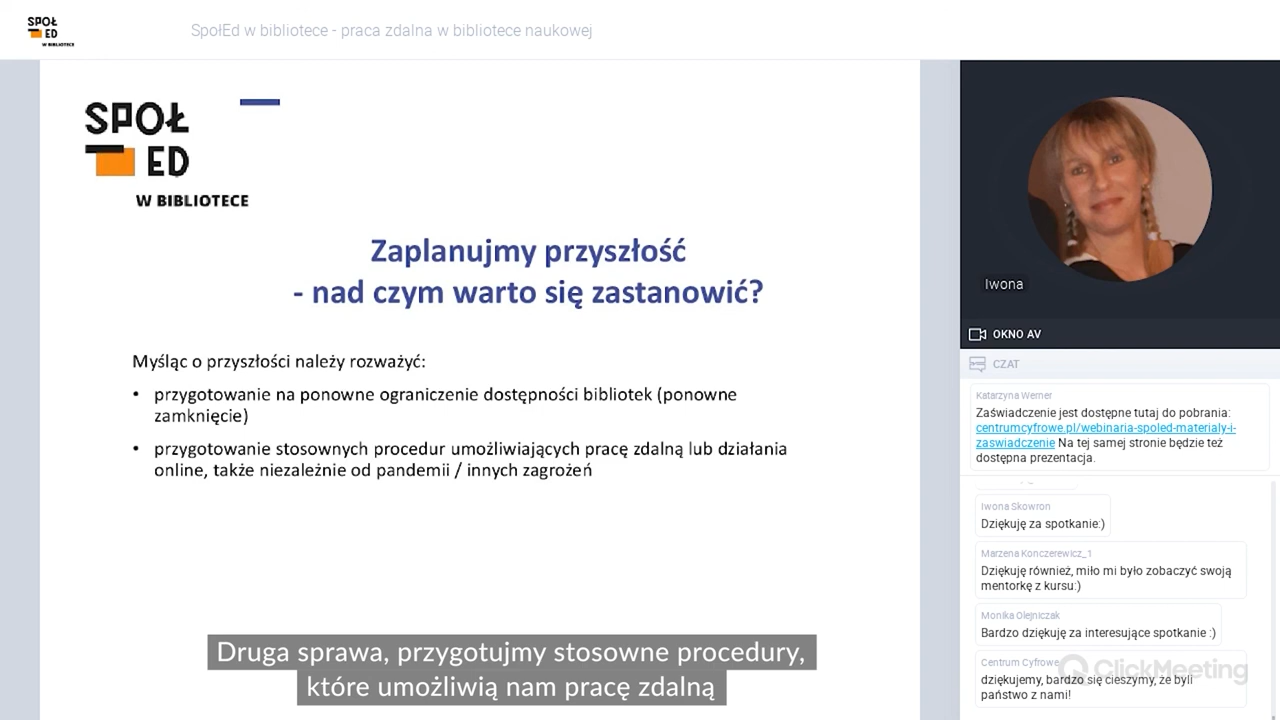 SPOŁ
ED
W BIBLIOTECE
SpołEd w bibliotece - praca zdalna w bibliotece naukowej
SPOŁ
ED
W BIBLIOTECE
Zaplanujmy przyszłość
- nad czym warto się zastanowić?
Myśląc o przyszłości należy rozważyć:
• przygotowanie na ponowne ograniczenie dostępności bibliotek (ponowne
zamknięcie)
• przygotowanie stosownych procedur umożliwiających pracę zdalną lub działania
online, także niezależnie od pandemii / innych zagrożeń
Druga sprawa, przygotujmy stosowne procedury,
które umożliwią nam pracę zdalną
Iwona
OKNO AV
CZAT
Katarzyna Werner
Zaświadczenie jest dostępne tutaj do pobrania:
centrumcyfrowe.pl/webinaria-spoled-materialy-i-
zaswiadczenie Na tej samej stronie będzie też
dostępna prezentacja.
Iwona Skowron
Dziękuję za spotkanie:)
Marzena Konczerewicz_1
Dziękuję również, miło mi było zobaczyć swoją
mentorkę z kursu:)
Monika Olejniczak
Bardzo dziękuję za interesujące spotkanie :)
Centrum Cyfrowe
dziękujemy, bardzo się cieszymy, że byli
państwo z nami!
ClickMeeting